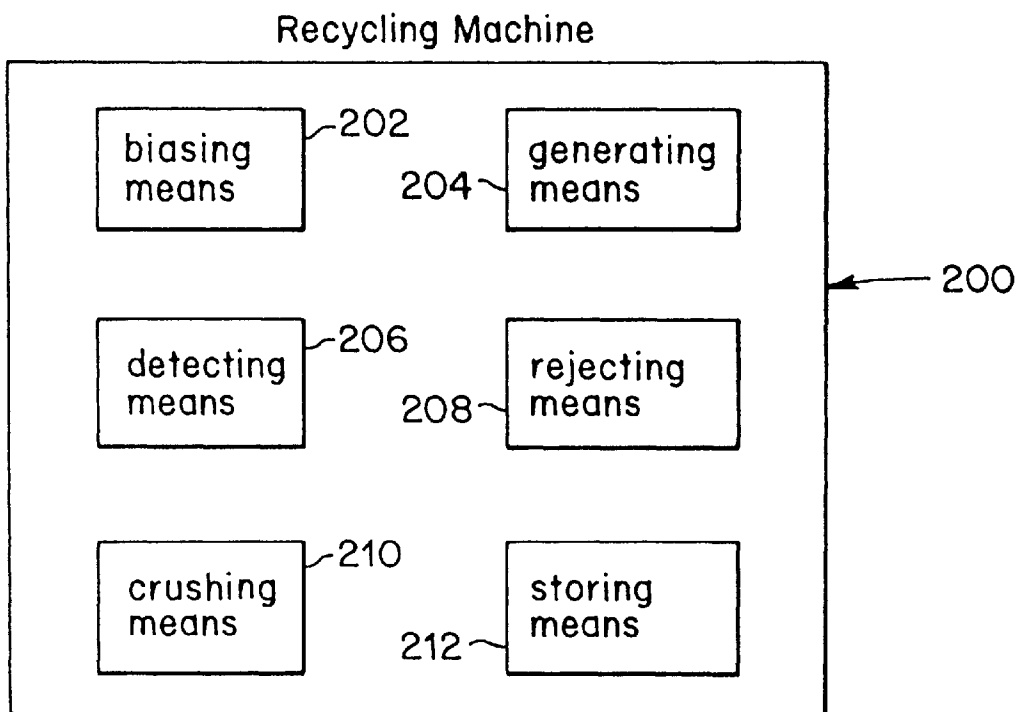 Recycling Machine
biasing
means
202
generating
means
204
200
detecting
means
206
rejecting
means
208
crushing
means
210
storing
means
212